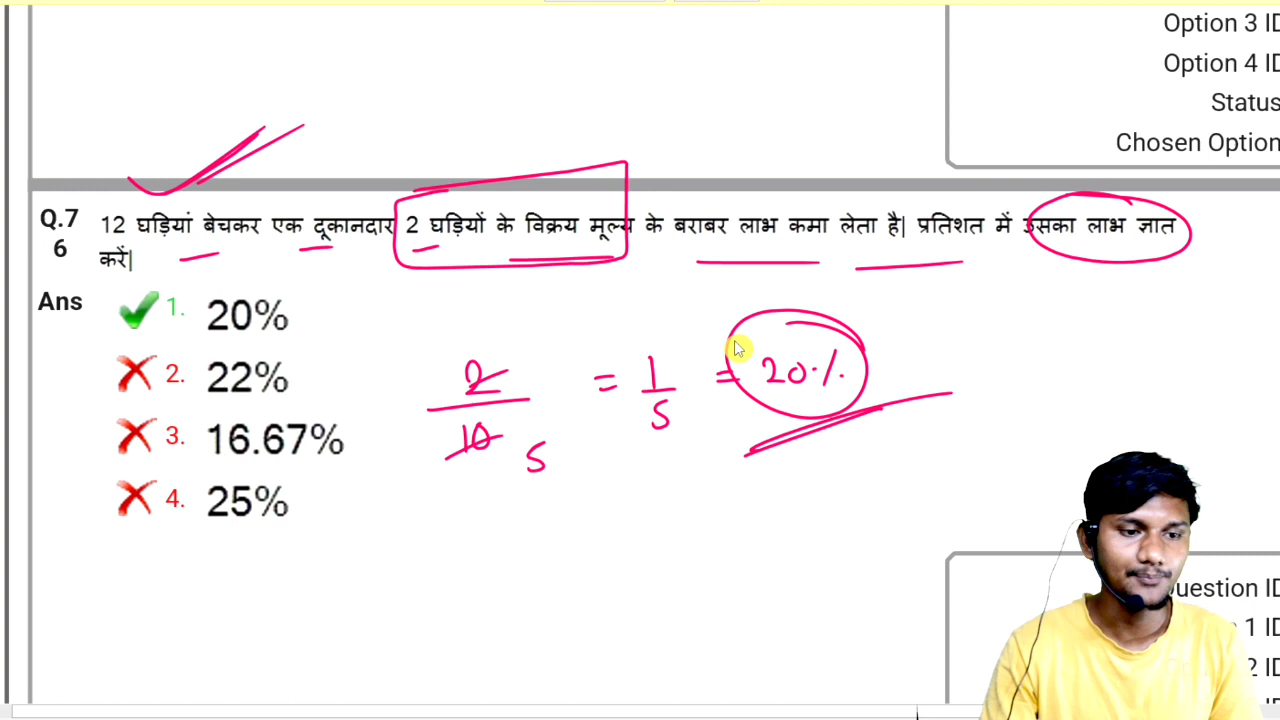 Option 3 ID
Option 4 ID
Status
Chosen Option
Q.7
6
12 घड़ियां बेचकर एक दूकानदार 2 घड़ियों के विक्रय मूल्य के बराबर लाभ कमा लेता है| प्रतिशत में उसका लाभ ज्ञात
करें|
Ans
1. 20%
2. 22%
3. 16.67%
4. 25%
2/10 5 = 1/5 = 20%
uestion ID
1 ID
2 ID